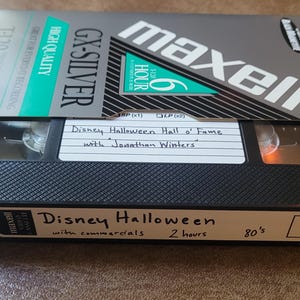 maxell
HIGH QUALITY
GX-SILVER
6
HOUR
Disney Halloween Hall o' Fame
with "Jonathan Winters"
Disney Halloween
with commercials 2 hours 80's
maxell